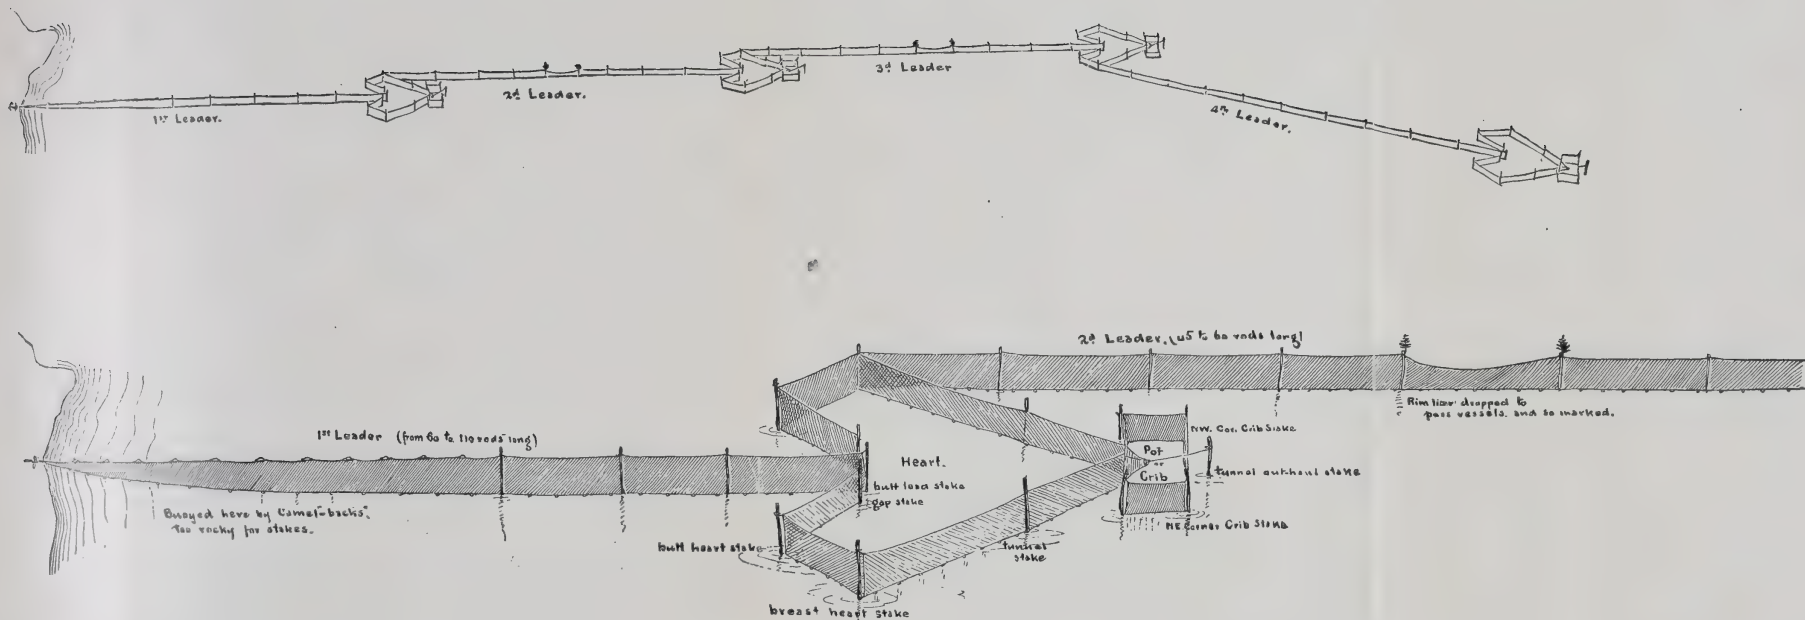 1st Leader.
2d Leader.
3d Leader
4th Leader.
2d Leader, (45 to 60 rods long)
Rim line dropped to
pass vessels, and so marked.
1st Leader (from 60 to 110 rods long)
N.W. Cor. Crib Stake
Heart.
Pot
or
Crib
tunnel outhaul stake
butt lead stake
gap stake
Buoyed here by "Camel-backs".
Too rocky for stakes.
N.E. Corner Crib Stake
butt heart stake
tunnel
stake
breast heart stake